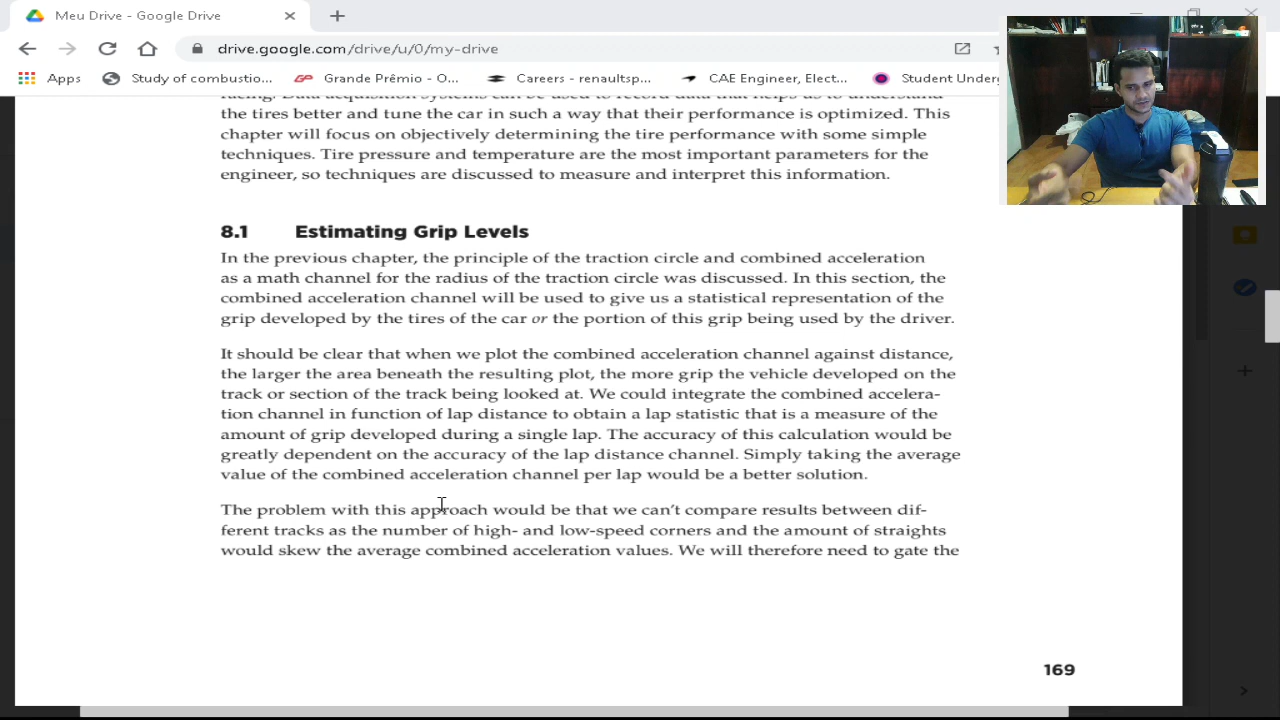 Meu Drive - Google Drive
drive.google.com/drive/u/0/my-drive
Apps
Study of combustio...
Grande Prêmio - O...
Careers - renaultsp...
CAE Engineer, Elect...
Student Underg
racing. Data acquisition systems can be used to record data that helps us to understand
the tires better and tune the car in such a way that their performance is optimized. This
chapter will focus on objectively determining the tire performance with some simple
techniques. Tire pressure and temperature are the most important parameters for the
engineer, so techniques are discussed to measure and interpret this information.
8.1 Estimating Grip Levels
In the previous chapter, the principle of the traction circle and combined acceleration
as a math channel for the radius of the traction circle was discussed. In this section, the
combined acceleration channel will be used to give us a statistical representation of the
grip developed by the tires of the car or the portion of this grip being used by the driver.
It should be clear that when we plot the combined acceleration channel against distance,
the larger the area beneath the resulting plot, the more grip the vehicle developed on the
track or section of the track being looked at. We could integrate the combined accelera-
tion channel in function of lap distance to obtain a lap statistic that is a measure of the
amount of grip developed during a single lap. The accuracy of this calculation would be
greatly dependent on the accuracy of the lap distance channel. Simply taking the average
value of the combined acceleration channel per lap would be a better solution.
The problem with this approach would be that we can't compare results between dif-
ferent tracks as the number of high- and low-speed corners and the amount of straights
would skew the average combined acceleration values. We will therefore need to gate the
169